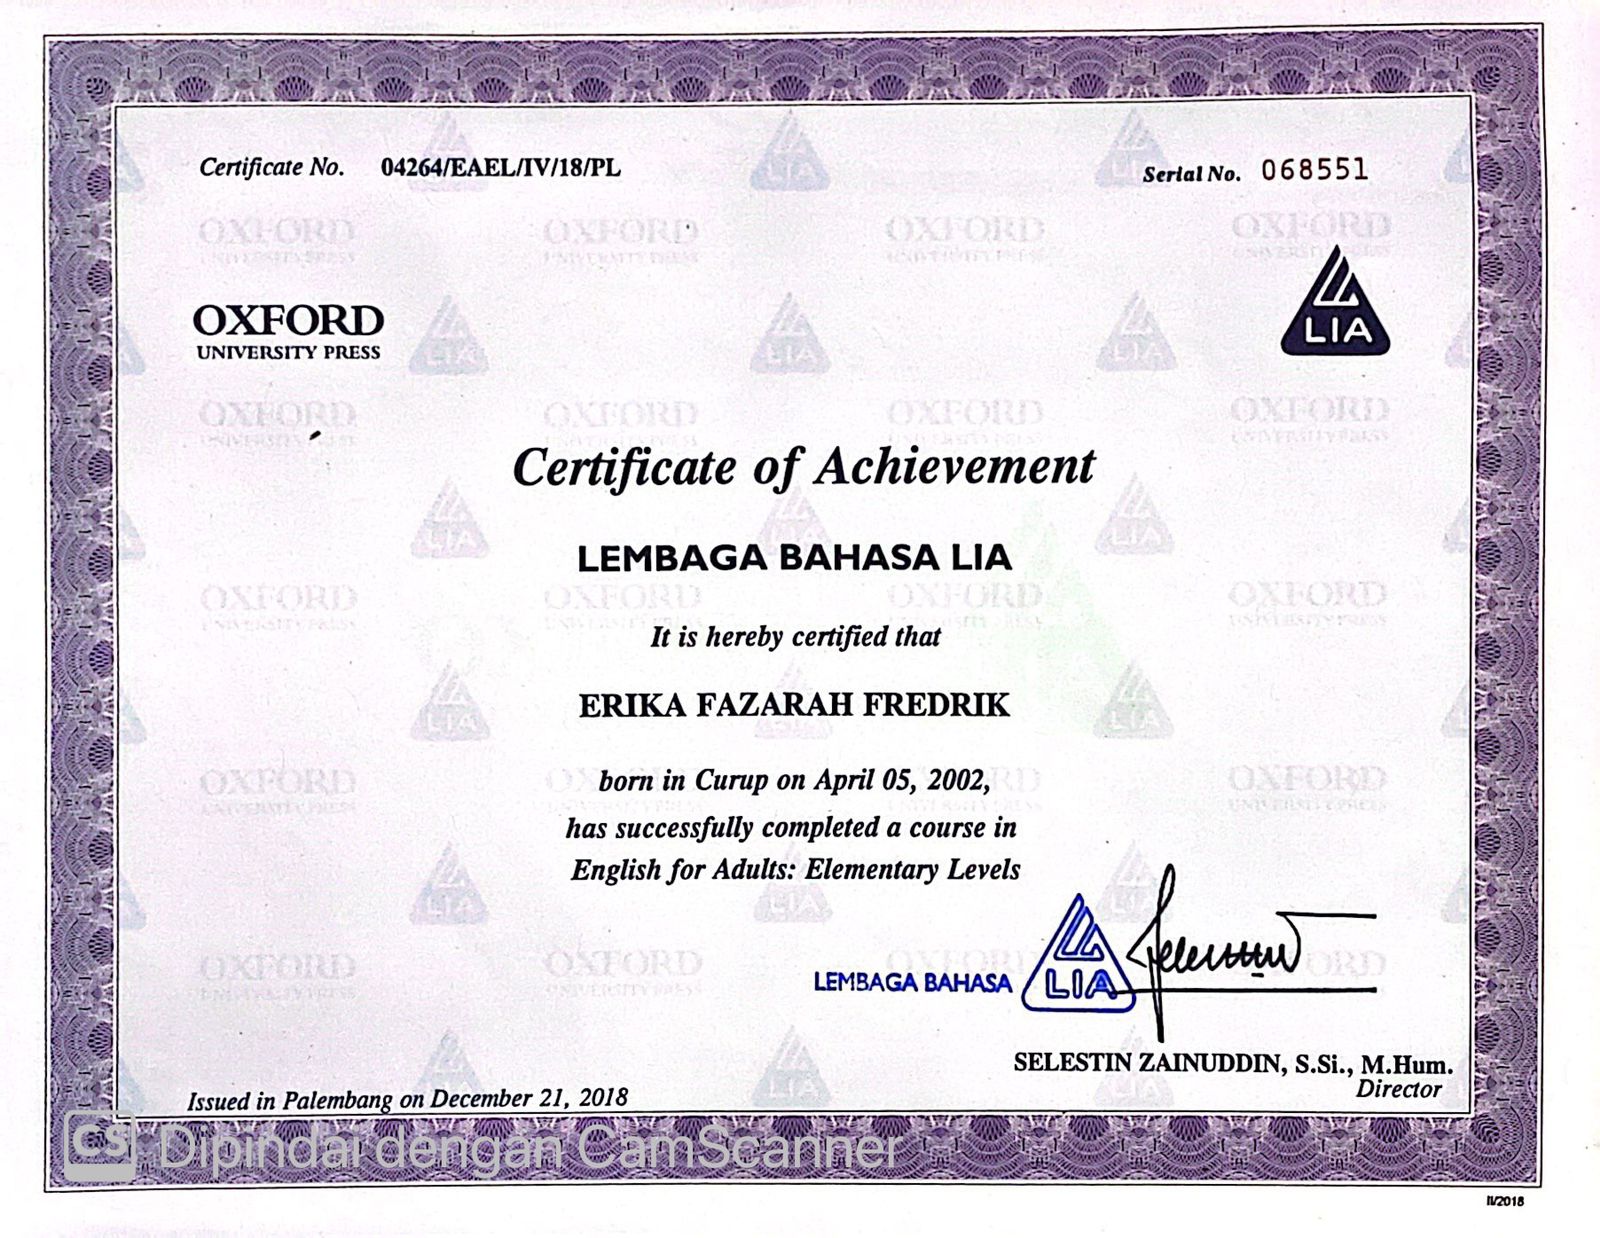 Certificate No. 04264/EAEL/IV/18/PL
Serial No. 068551
OXFORD
UNIVERSITY PRESS
LIA
Certificate of Achievement
LEMBAGA BAHASA LIA
It is hereby certified that
ERIKA FAZARAH FREDRIK
born in Curup on April 05, 2002,
has successfully completed a course in
English for Adults: Elementary Levels
LEMBAGA BAHASA LIA
SELESTIN ZAINUDDIN, S.Si., M.Hum.
Director
Issued in Palembang on December 21, 2018
CS Dipindai dengan CamScanner
II/2018